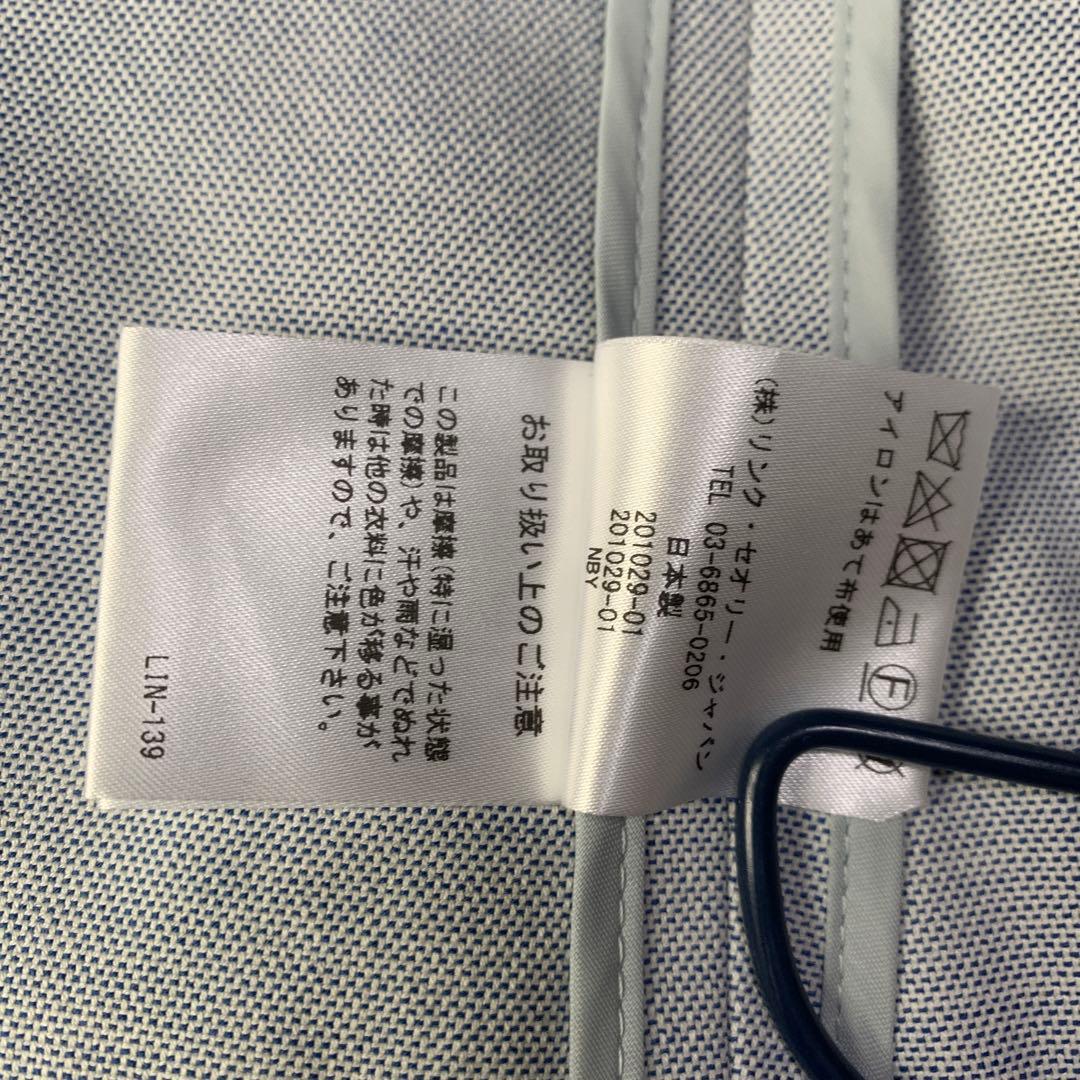 アイロンはあて布使用
F
(株)リンク・セオリー・ジャパン
TEL 03-6865-0206
日本製
201029-01
201029-01
NBY
お取り扱い上のご注意
この製品は摩擦(特に湿った状態
での摩擦)や、汗や雨などでぬれ
た時は他の衣料に色が移る事が
ありますので、ご注意下さい。
LIN-139